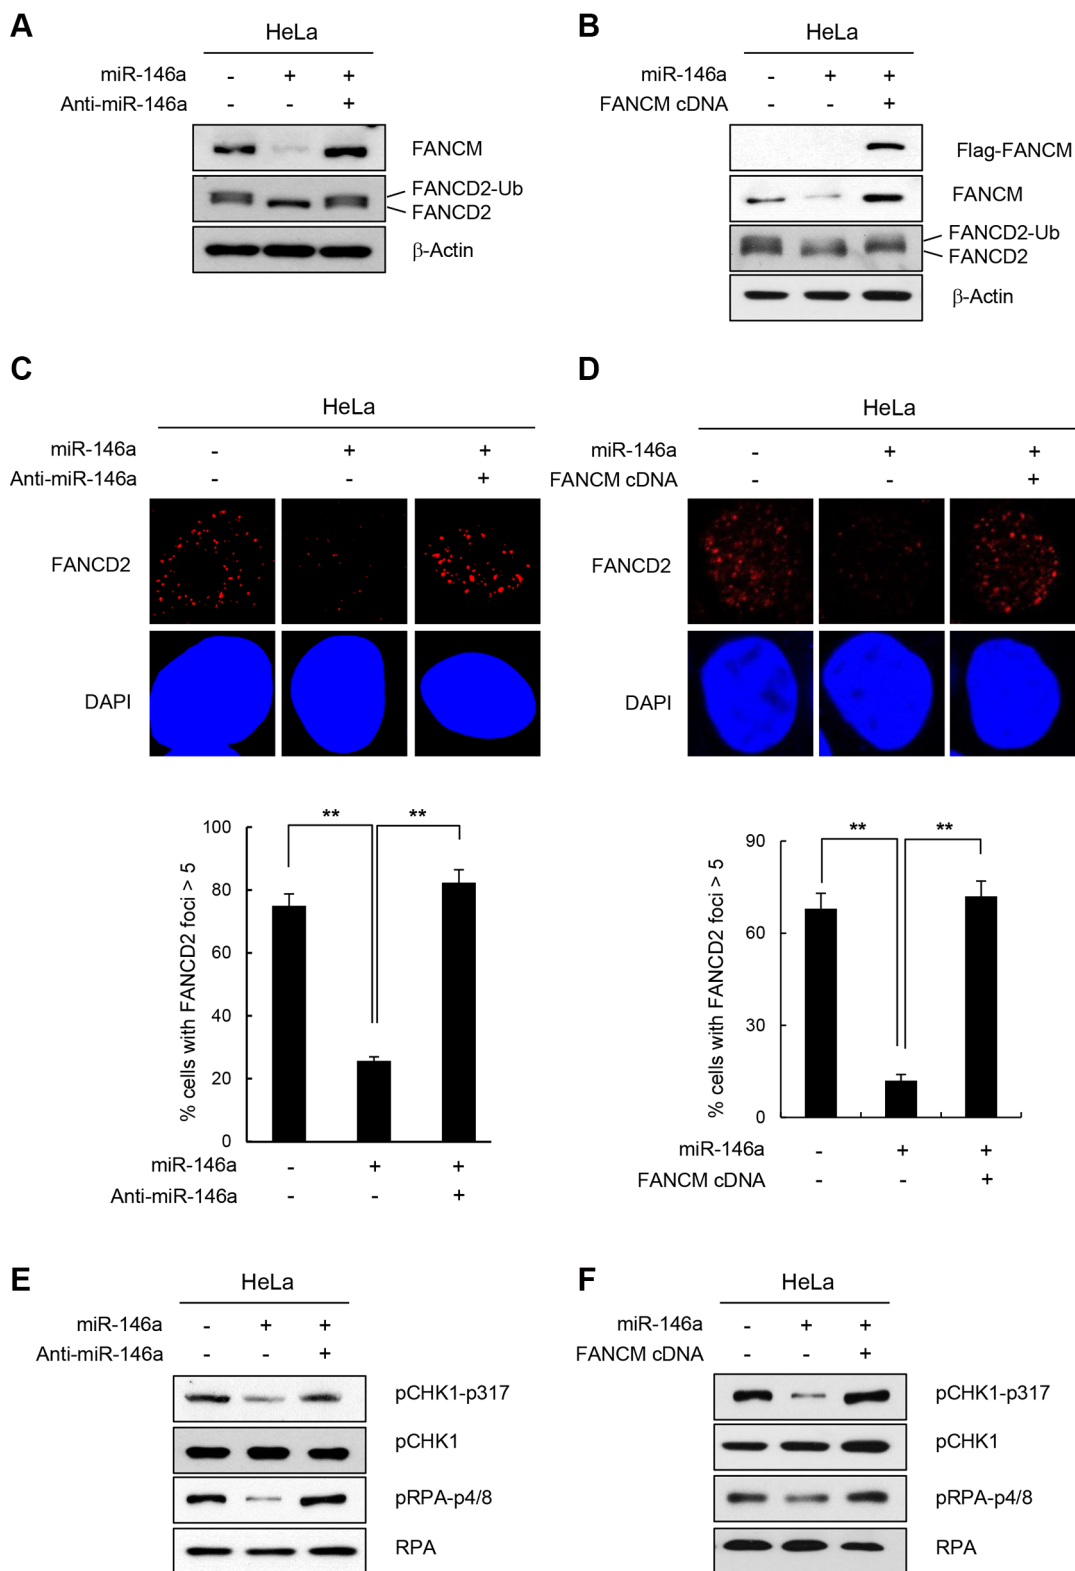 A
HeLa
miR-146a - + +
Anti-miR-146a - - +
FANCM
FANCD2-Ub
FANCD2
β-Actin
B
HeLa
miR-146a - + +
FANCM cDNA - - +
Flag-FANCM
FANCM
FANCD2-Ub
FANCD2
β-Actin
C
HeLa
miR-146a - + +
Anti-miR-146a - - +
FANCD2
DAPI
% cells with FANCD2 foci > 5
100
80
60
40
20
0
** **
miR-146a - + +
Anti-miR-146a - - +
D
HeLa
miR-146a - + +
FANCM cDNA - - +
FANCD2
DAPI
% cells with FANCD2 foci > 5
90
60
30
0
** **
miR-146a - + +
FANCM cDNA - - +
E
HeLa
miR-146a - + +
Anti-miR-146a - - +
pCHK1-p317
pCHK1
pRPA-p4/8
RPA
F
HeLa
miR-146a - + +
FANCM cDNA - - +
pCHK1-p317
pCHK1
pRPA-p4/8
RPA